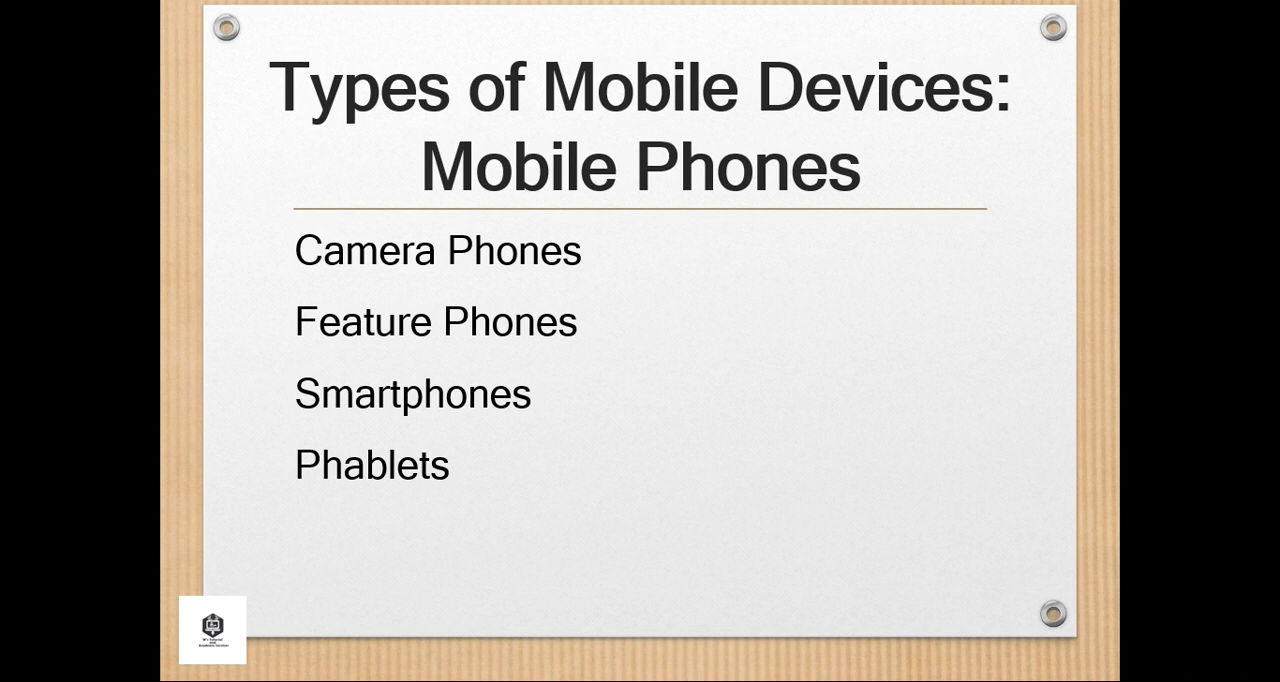 Types of Mobile Devices:
Mobile Phones
Camera Phones
Feature Phones
Smartphones
Phablets